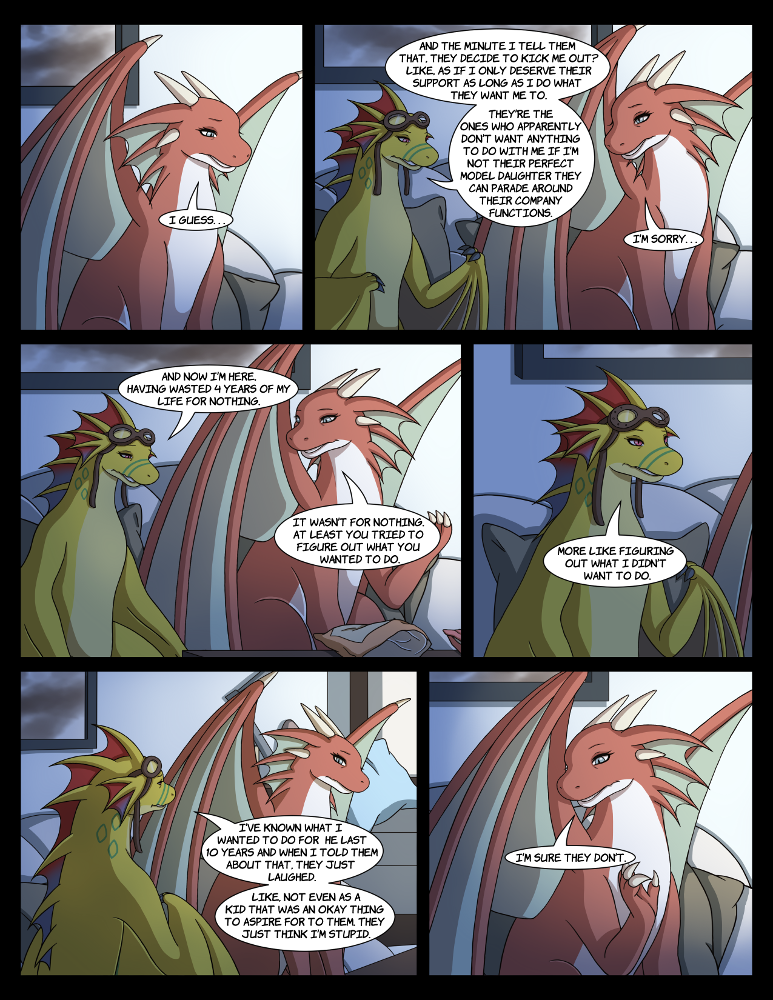 I GUESS...
AND THE MINUTE I TELL THEM
THAT, THEY DECIDE TO KICK ME OUT?
LIKE, AS IF I ONLY DESERVE THEIR
SUPPORT AS LONG AS I DO WHAT
THEY WANT ME TO.
THEY'RE THE
ONES WHO APPARENTLY
DON'T WANT ANYTHING
TO DO WITH ME IF I'M
NOT THEIR PERFECT
MODEL DAUGHTER THEY
CAN PARADE AROUND
THEIR COMPANY
FUNCTIONS.
I'M SORRY...
AND NOW I'M HERE,
HAVING WASTED 4 YEARS OF MY
LIFE FOR NOTHING.
IT WASN'T FOR NOTHING.
AT LEAST YOU TRIED TO
FIGURE OUT WHAT YOU
WANTED TO DO.
MORE LIKE FIGURING
OUT WHAT I DIDN'T
WANT TO DO.
I'VE KNOWN WHAT I
WANTED TO DO FOR HE LAST
10 YEARS AND WHEN I TOLD THEM
ABOUT THAT, THEY JUST
LAUGHED.
LIKE, NOT EVEN AS A
KID THAT WAS AN OKAY THING
TO ASPIRE FOR TO THEM. THEY
JUST THINK I'M STUPID.
I'M SURE THEY DON'T.